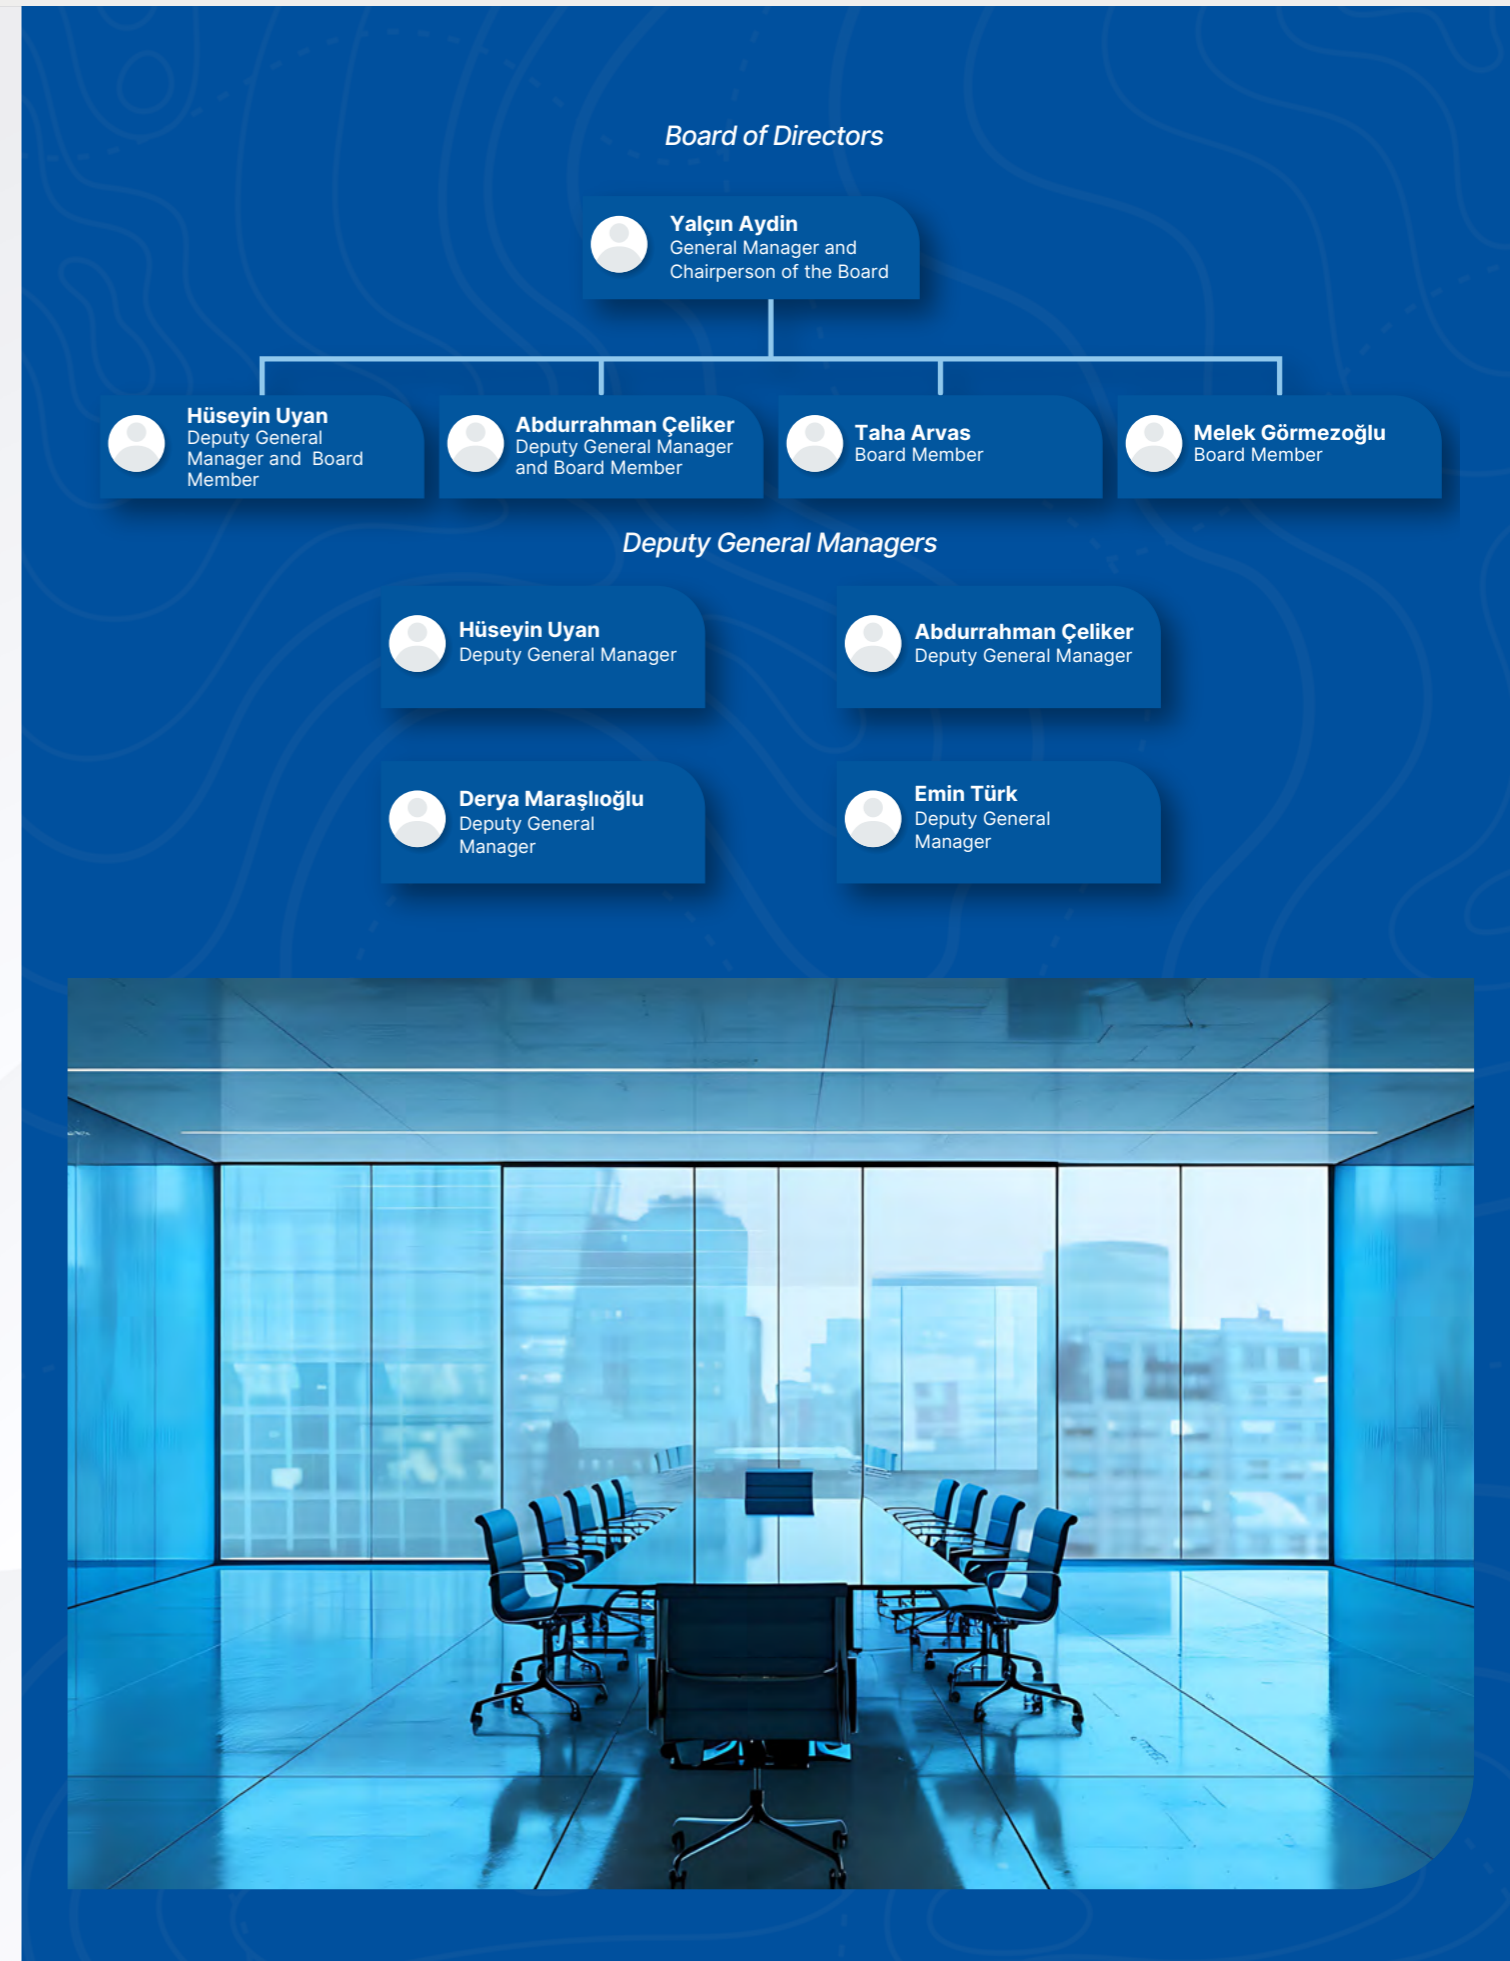 Board of Directors
Yalçın Aydin
General Manager and
Chairperson of the Board
Hüseyin Uyan
Deputy General
Manager and  Board
Member
Abdurrahman Çeliker
Deputy General Manager
and Board Member
Taha Arvas
Board Member
Melek Görmezoğlu
Board Member
Deputy General Managers
Hüseyin Uyan
Deputy General Manager
Abdurrahman Çeliker
Deputy General Manager
Derya Maraşlıoğlu
Deputy General
Manager
Emin Türk
Deputy General
Manager